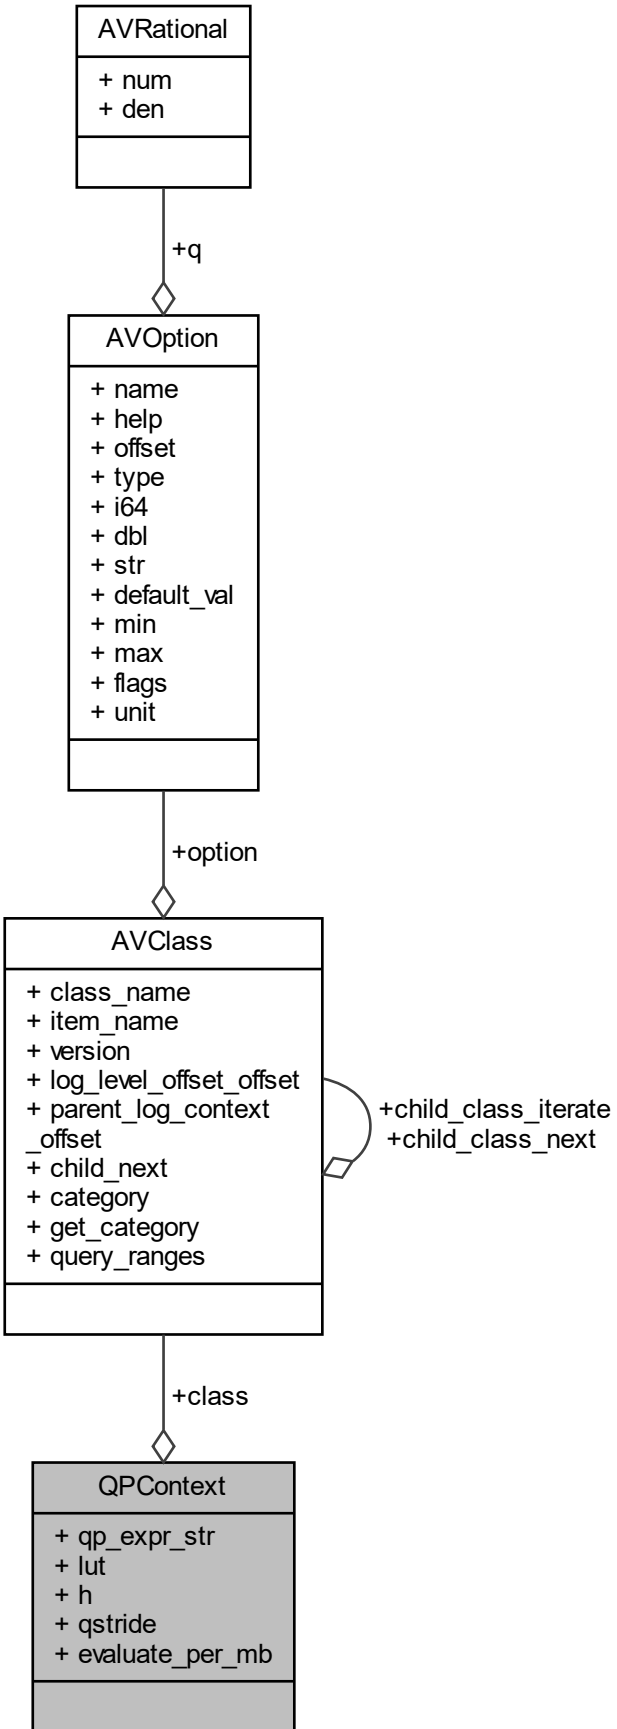 AVRational
+ num
+ den
+q
AVOption
+ name
+ help
+ offset
+ type
+ i64
+ dbl
+ str
+ default_val
+ min
+ max
+ flags
+ unit
+option
AVClass
+ class_name
+ item_name
+ version
+ log_level_offset_offset
+ parent_log_context
_offset
+ child_next
+ category
+ get_category
+ query_ranges
+child_class_iterate
+child_class_next
+class
QPContext
+ qp_expr_str
+ lut
+ h
+ qstride
+ evaluate_per_mb